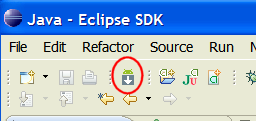 Java - Eclipse SDK
File Edit Refactor Source Run N